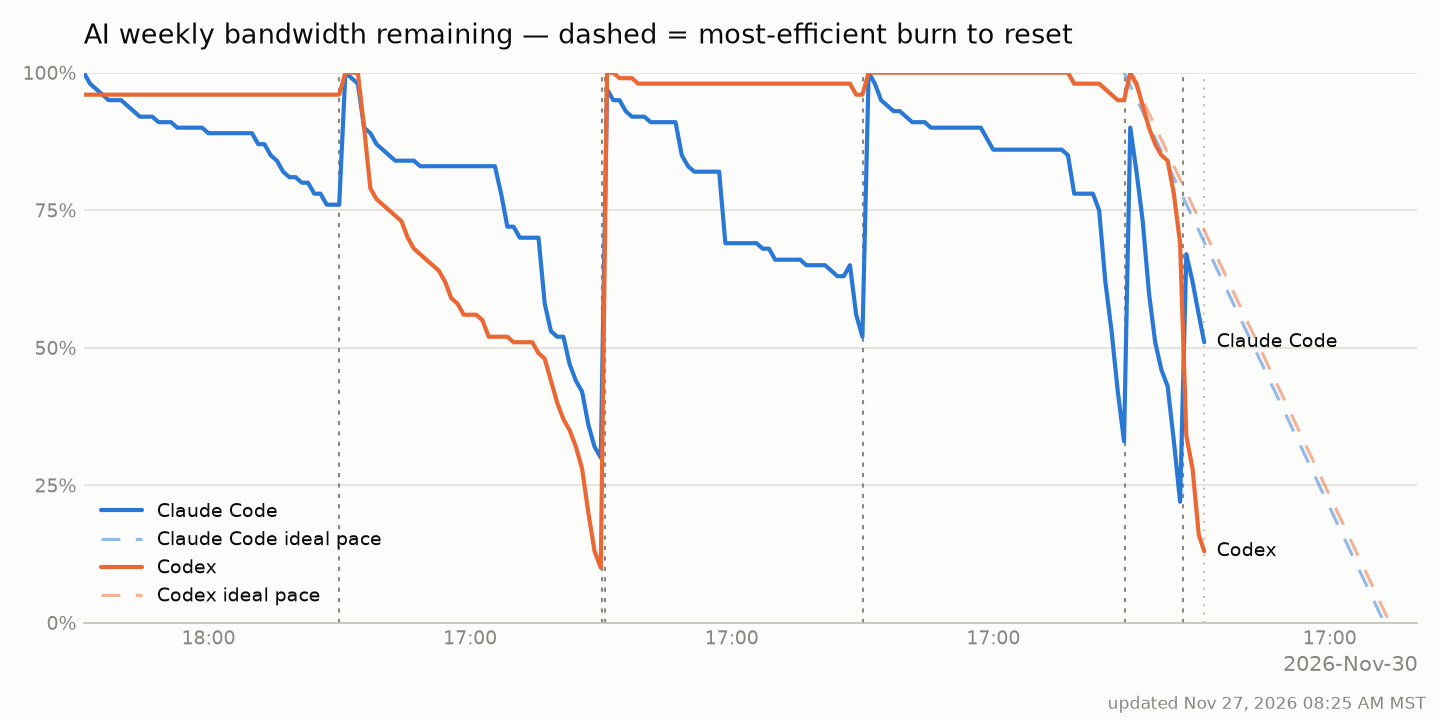 AI weekly bandwidth remaining — dashed = most-efficient burn to reset
100%
75%
50%
25%
0%
Claude Code
Codex
Claude Code
Claude Code ideal pace
Codex
Codex ideal pace
18:00 17:00 17:00 17:00 17:00
2026-Nov-30
updated Nov 27, 2026 08:25 AM MST